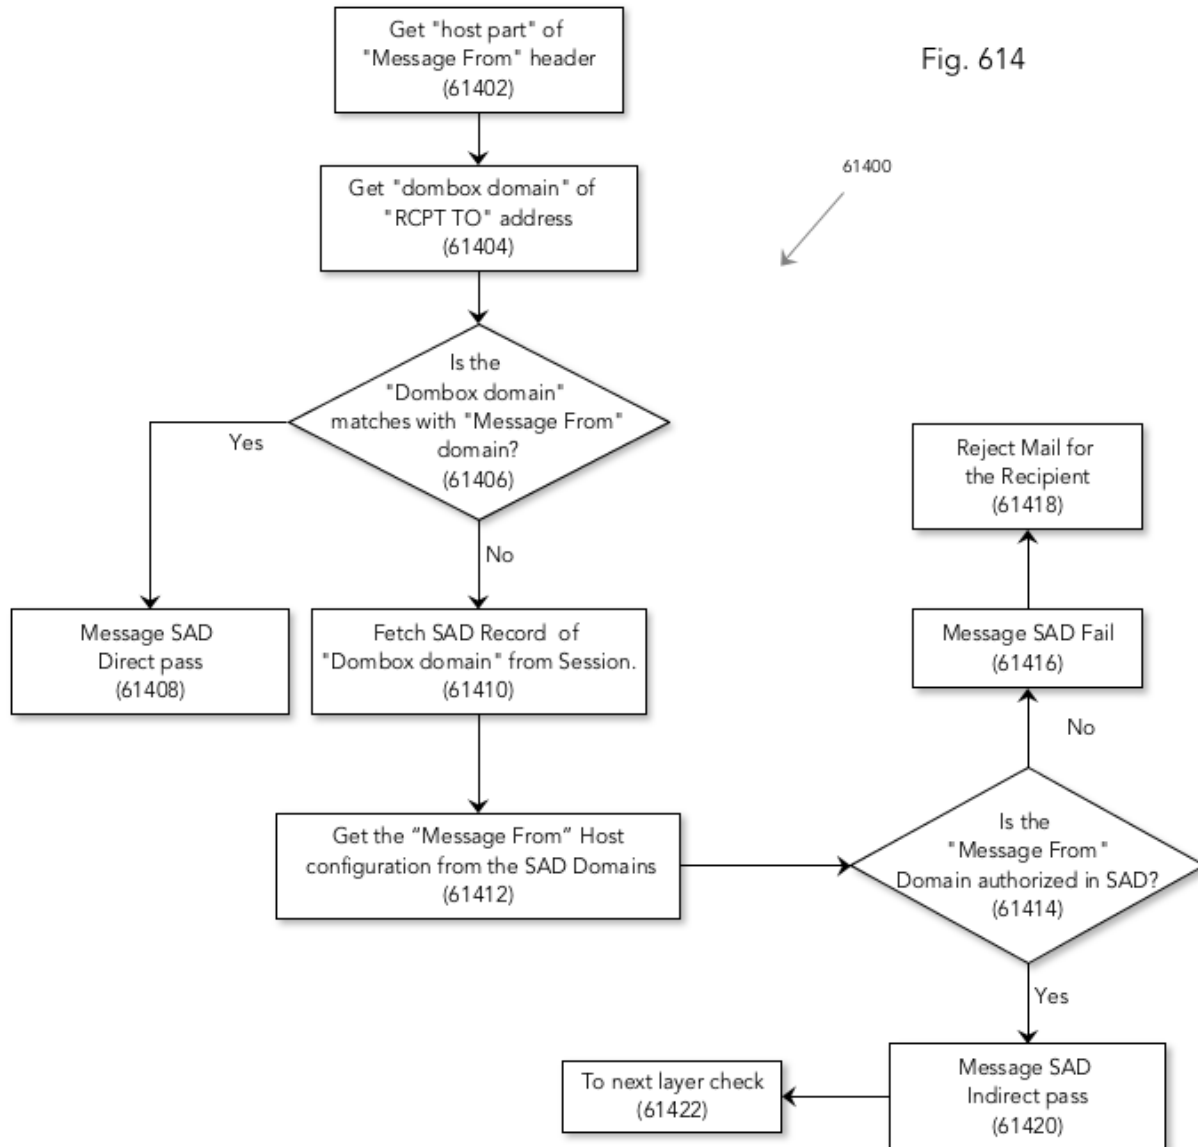 Get "host part" of
"Message From" header
(61402)
Fig. 614
61400
Get "dombox domain" of
"RCPT TO" address
(61404)
Is the
"Dombox domain"
matches with "Message From"
domain?
(61406)
Yes
No
Message SAD
Direct pass
(61408)
Fetch SAD Record of
"Dombox domain" from Session.
(61410)
Get the “Message From” Host
configuration from the SAD Domains
(61412)
Is the
"Message From"
Domain authorized in SAD?
(61414)
No
Message SAD Fail
(61416)
Reject Mail for
the Recipient
(61418)
Yes
Message SAD
Indirect pass
(61420)
To next layer check
(61422)